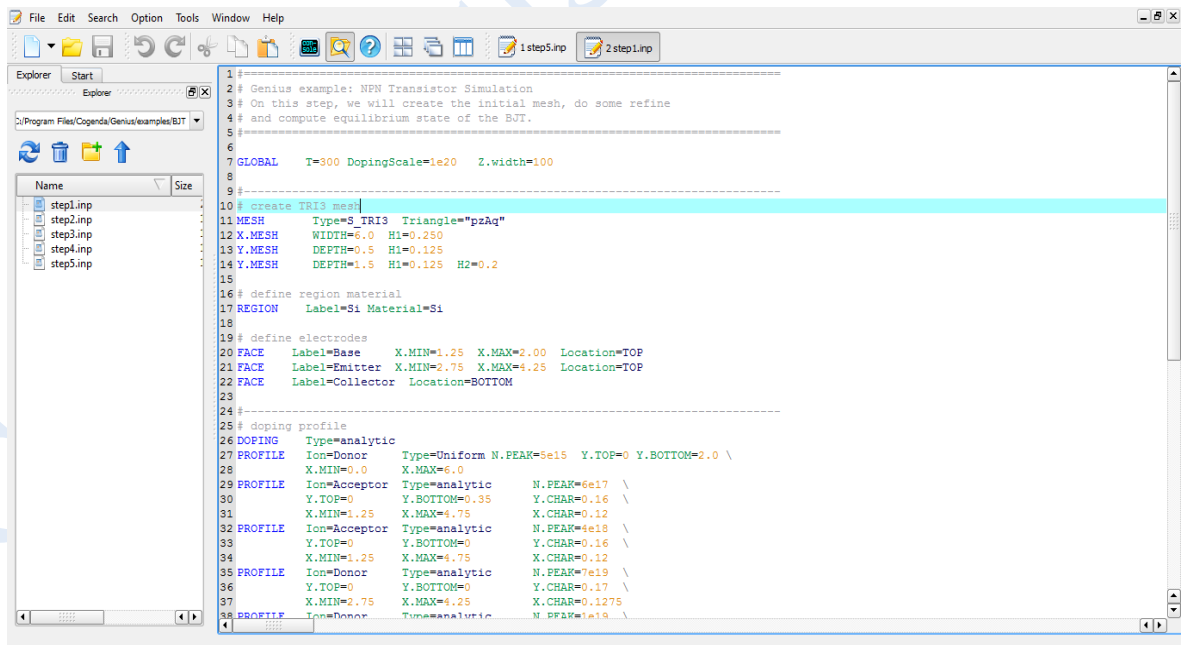 File Edit Search Option Tools Window Help
1 step5.inp 2 step1.inp
Explorer Start
Explorer
:/Program Files/Cogenda/Genius/examples/BJT
Name Size
step1.inp
step2.inp
step3.inp
step4.inp
step5.inp
1 #==============================================================================
2 # Genius example: NPN Transistor Simulation
3 # On this step, we will create the initial mesh, do some refine
4 # and compute equilibrium state of the BJT.
5 #==============================================================================
6
7 GLOBAL    T=300 DopingScale=1e20   Z.width=100
8
9 #------------------------------------------------------------------------------
10 # create TRI3 mesh
11 MESH       Type=S_TRI3  Triangle="pzAq"
12 X.MESH     WIDTH=6.0  H1=0.250
13 Y.MESH     DEPTH=0.5  H1=0.125
14 Y.MESH     DEPTH=1.5  H1=0.125  H2=0.2
15
16 # define region material
17 REGION    Label=Si Material=Si
18
19 # define electrodes
20 FACE    Label=Base     X.MIN=1.25  X.MAX=2.00  Location=TOP
21 FACE    Label=Emitter  X.MIN=2.75  X.MAX=4.25  Location=TOP
22 FACE    Label=Collector  Location=BOTTOM
23
24 #------------------------------------------------------------------------------
25 # doping profile
26 DOPING    Type=analytic
27 PROFILE   Ion=Donor     Type=Uniform N.PEAK=5e15  Y.TOP=0 Y.BOTTOM=2.0 \
28           X.MIN=0.0     X.MAX=6.0
29 PROFILE   Ion=Acceptor  Type=analytic      N.PEAK=6e17  \
30           Y.TOP=0       Y.BOTTOM=0.35      Y.CHAR=0.16  \
31           X.MIN=1.25    X.MAX=4.75         X.CHAR=0.12
32 PROFILE   Ion=Acceptor  Type=analytic      N.PEAK=4e18  \
33           Y.TOP=0       Y.BOTTOM=0         Y.CHAR=0.16  \
34           X.MIN=1.25    X.MAX=4.75         X.CHAR=0.12
35 PROFILE   Ion=Donor     Type=analytic      N.PEAK=7e19  \
36           Y.TOP=0       Y.BOTTOM=0         Y.CHAR=0.17  \
37           X.MIN=2.75    X.MAX=4.25         X.CHAR=0.1275
38 PROFILE   Ion=Donor     Type=analytic      N.PEAK=1e19  \